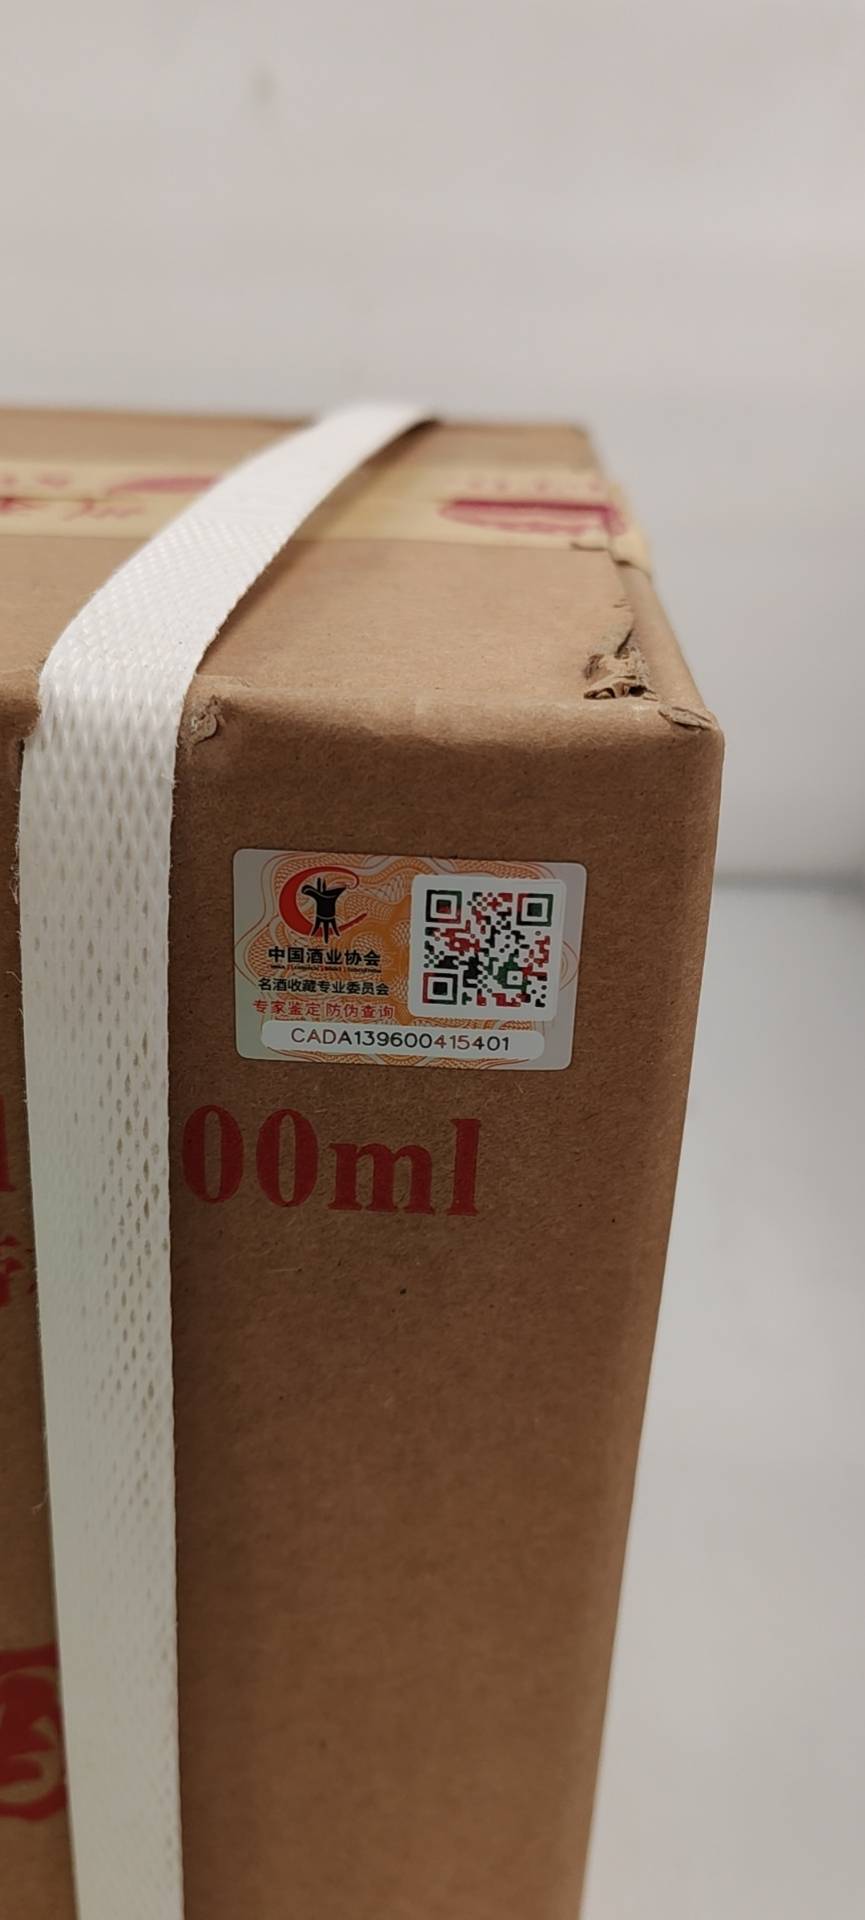 中国酒业协会
名酒收藏专业委员会
专家鉴定 防伪查询
CADA139600415401
00ml